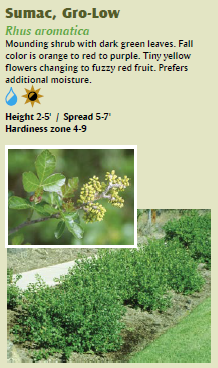 Sumac, Gro-Low
Rhus aromatica
Mounding shrub with dark green leaves. Fall
color is orange to red to purple. Tiny yellow
flowers changing to fuzzy red fruit. Prefers
additional moisture.
Height 2-5' / Spread 5-7'
Hardiness zone 4-9